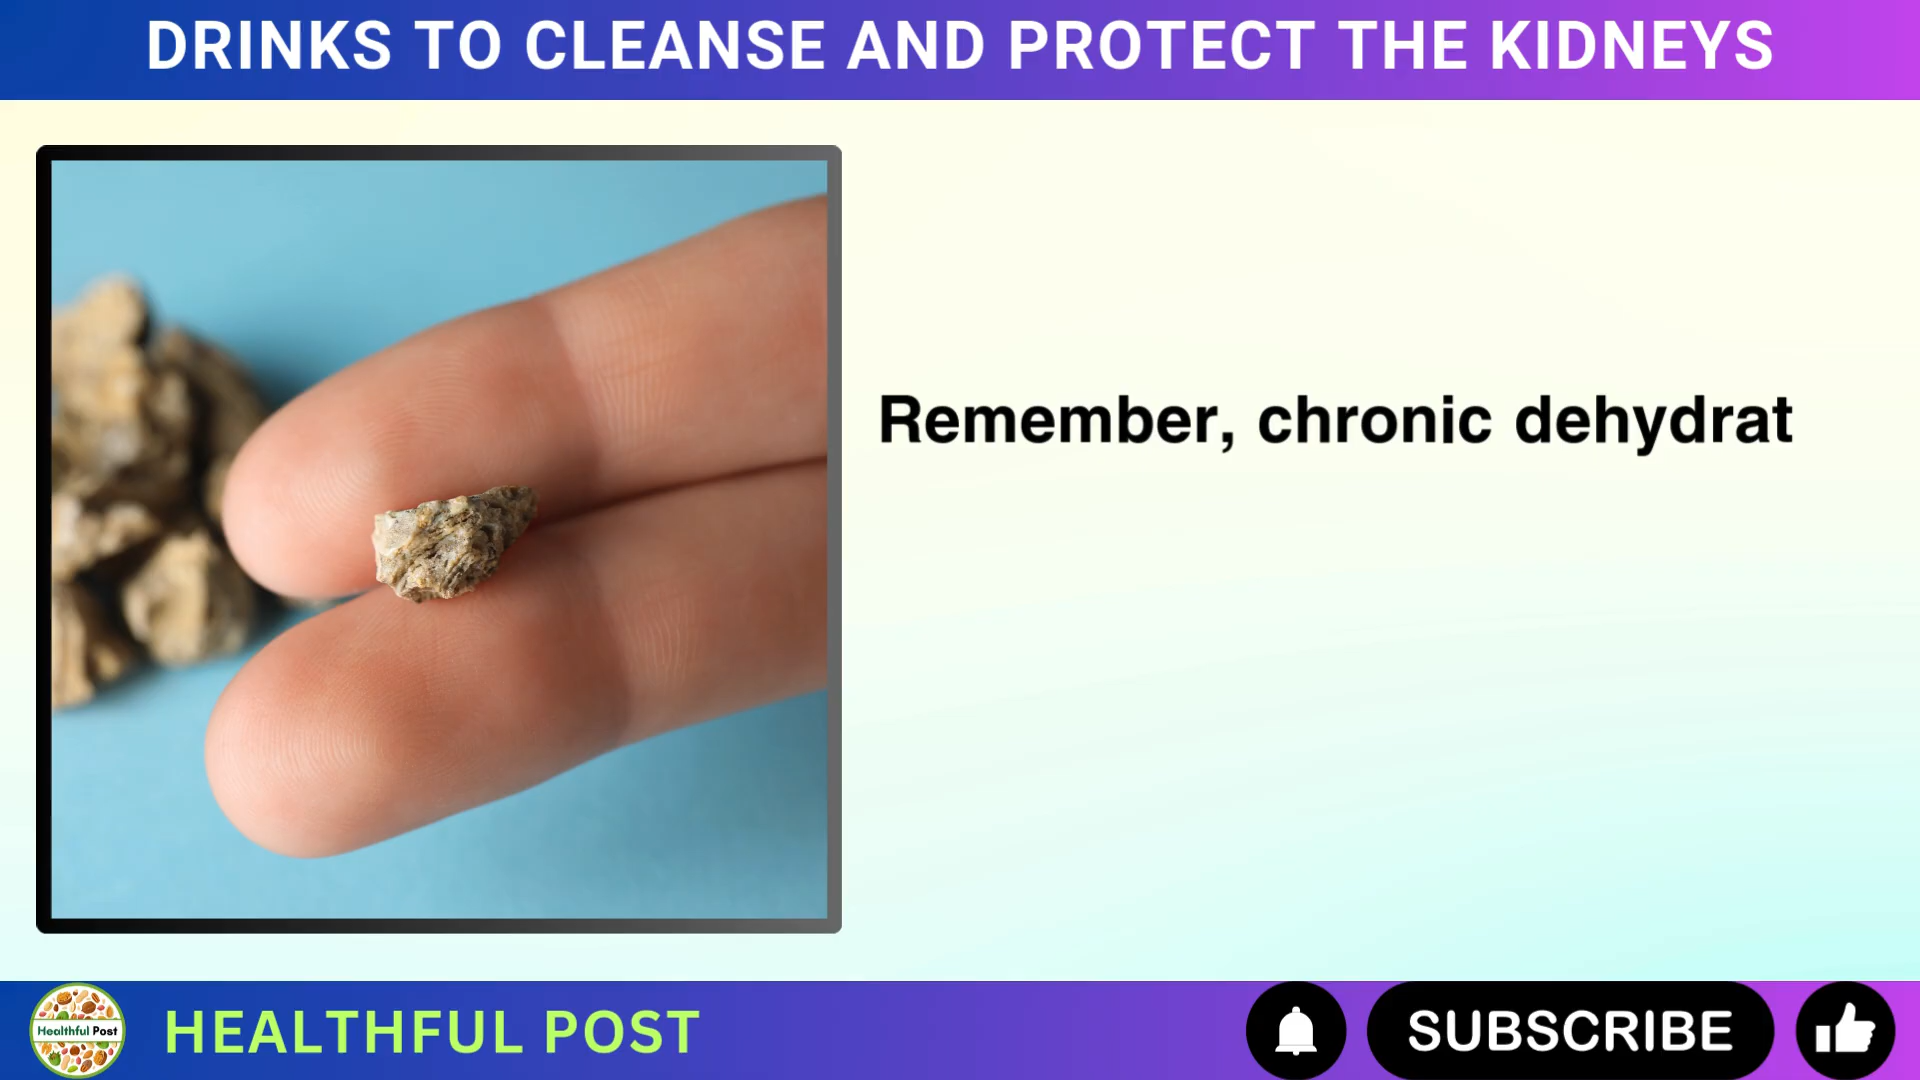 DRINKS TO CLEANSE AND PROTECT THE KIDNEYS
Remember, chronic dehydrat
Healthful Post
HEALTHFUL POST
SUBSCRIBE